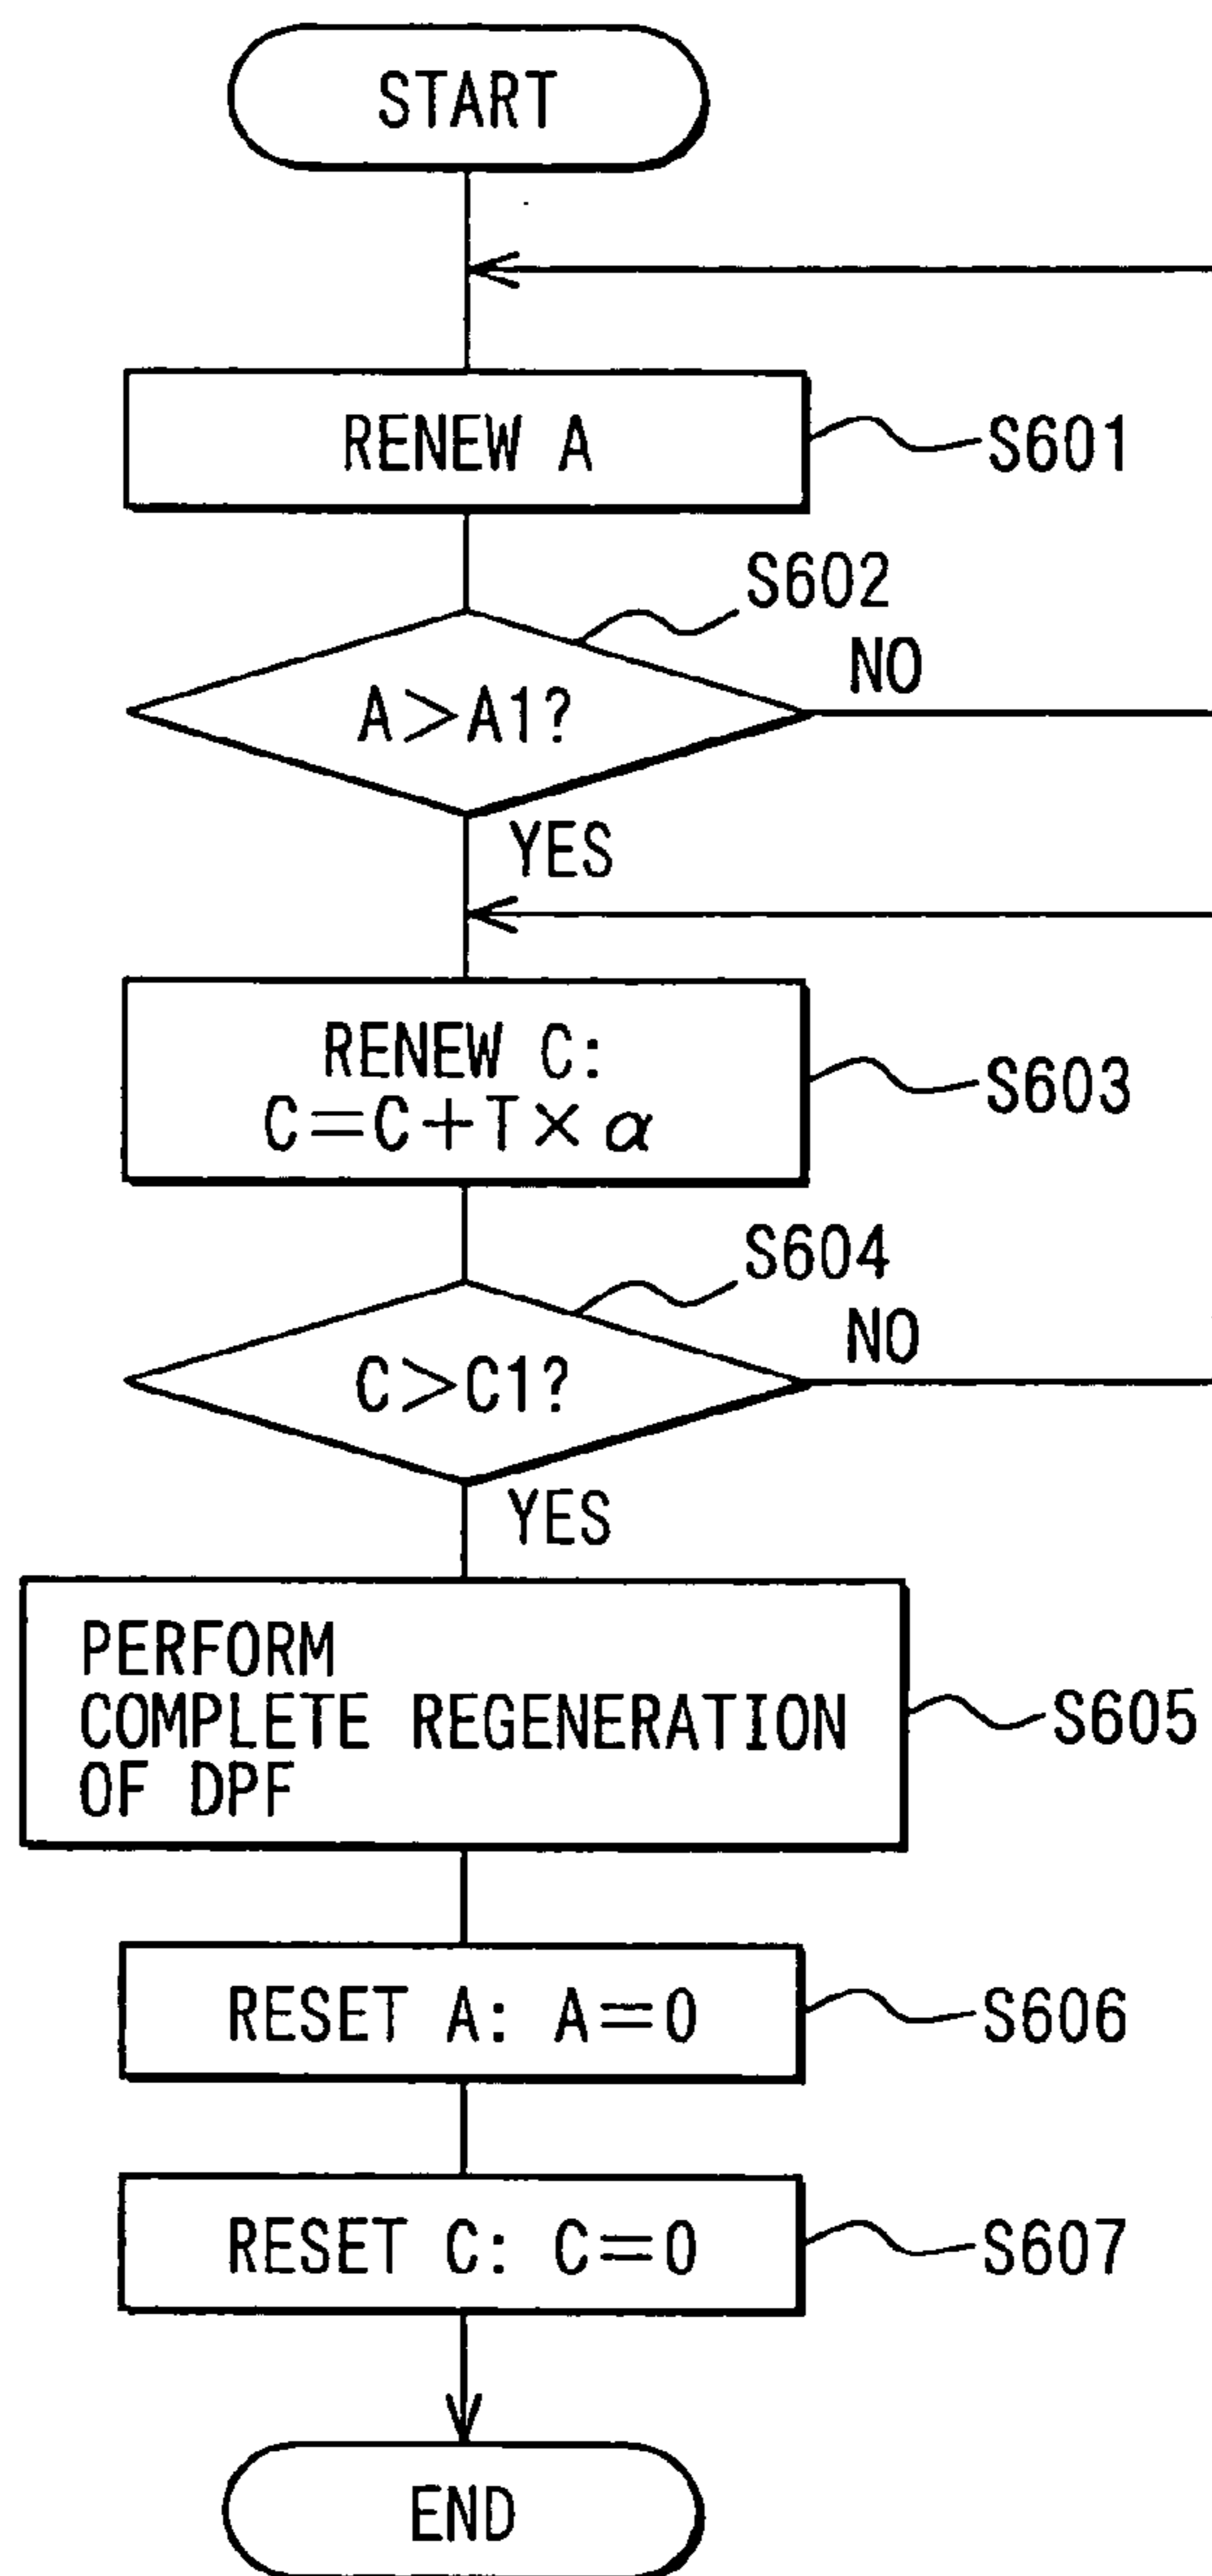 START
RENEW A
S601
S602
A>A1?
NO
YES
RENEW C:
C=C+T×α
S603
S604
C>C1?
NO
YES
PERFORM
COMPLETE REGENERATION
OF DPF
S605
RESET A: A=0
S606
RESET C: C=0
S607
END